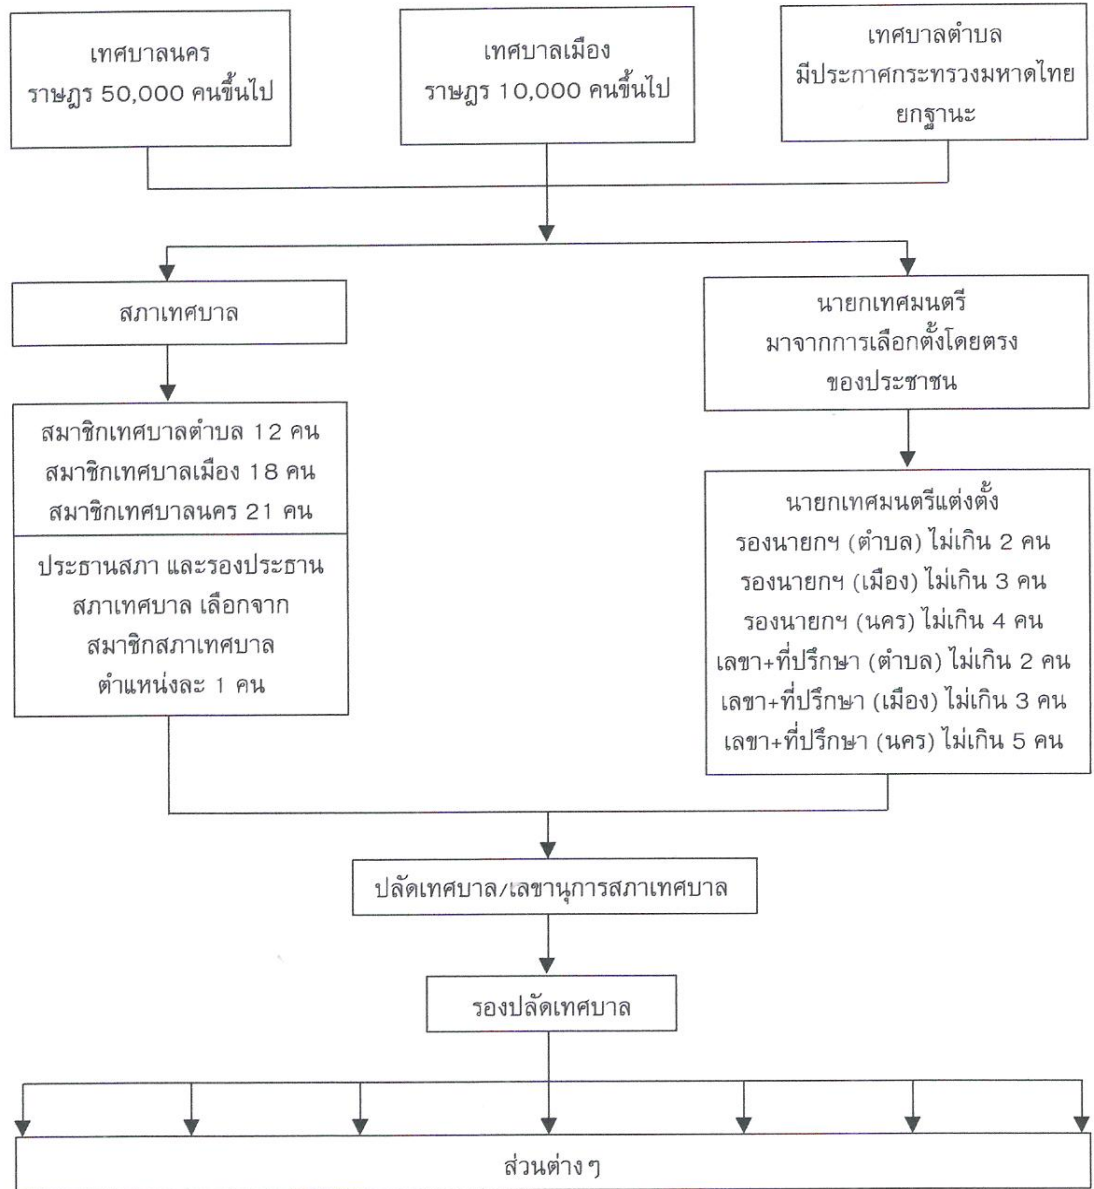 เทศบาลนคร
ราษฎร 50,000 คนขึ้นไป
เทศบาลเมือง
ราษฎร 10,000 คนขึ้นไป
เทศบาลตำบล
มีประกาศกระทรวงมหาดไทย
ยกฐานะ
สภาเทศบาล
นายกเทศมนตรี
มาจากการเลือกตั้งโดยตรง
ของประชาชน
สมาชิกเทศบาลตำบล 12 คน
สมาชิกเทศบาลเมือง 18 คน
สมาชิกเทศบาลนคร 21 คน
ประธานสภา และรองประธาน
สภาเทศบาล เลือกจาก
สมาชิกสภาเทศบาล
ตำแหน่งละ 1 คน
นายกเทศมนตรีแต่งตั้ง
รองนายกฯ (ตำบล) ไม่เกิน 2 คน
รองนายกฯ (เมือง) ไม่เกิน 3 คน
รองนายกฯ (นคร) ไม่เกิน 4 คน
เลขา+ที่ปรึกษา (ตำบล) ไม่เกิน 2 คน
เลขา+ที่ปรึกษา (เมือง) ไม่เกิน 3 คน
เลขา+ที่ปรึกษา (นคร) ไม่เกิน 5 คน
ปลัดเทศบาล/เลขานุการสภาเทศบาล
รองปลัดเทศบาล
ส่วนต่างๆ